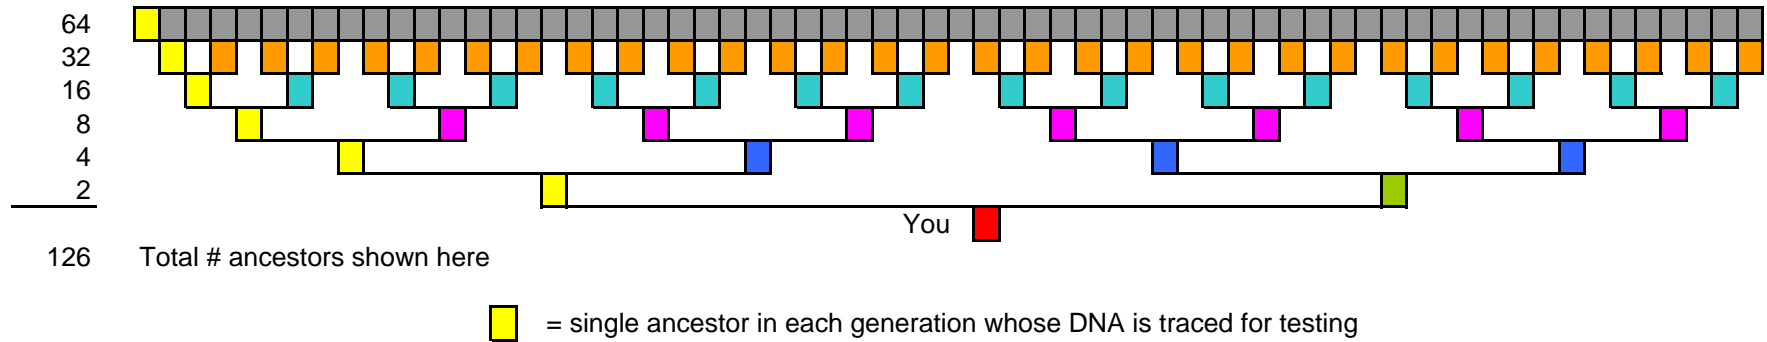 64
32
16
8
4
2
You
126 Total # ancestors shown here
= single ancestor in each generation whose DNA is traced for testing